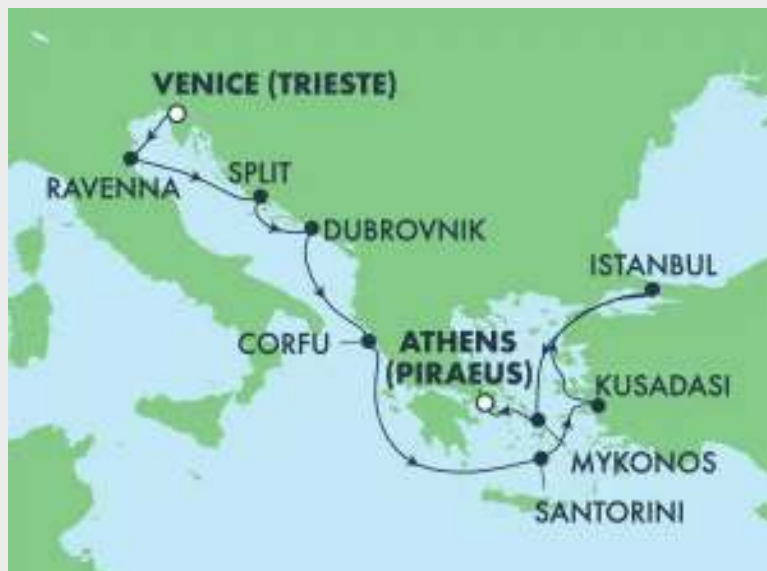 VENICE (TRIESTE)
RAVENNA
SPLIT
DUBROVNIK
ISTANBUL
CORFU
ATHENS
(PIRAEUS)
KUSADASI
MYKONOS
SANTORINI